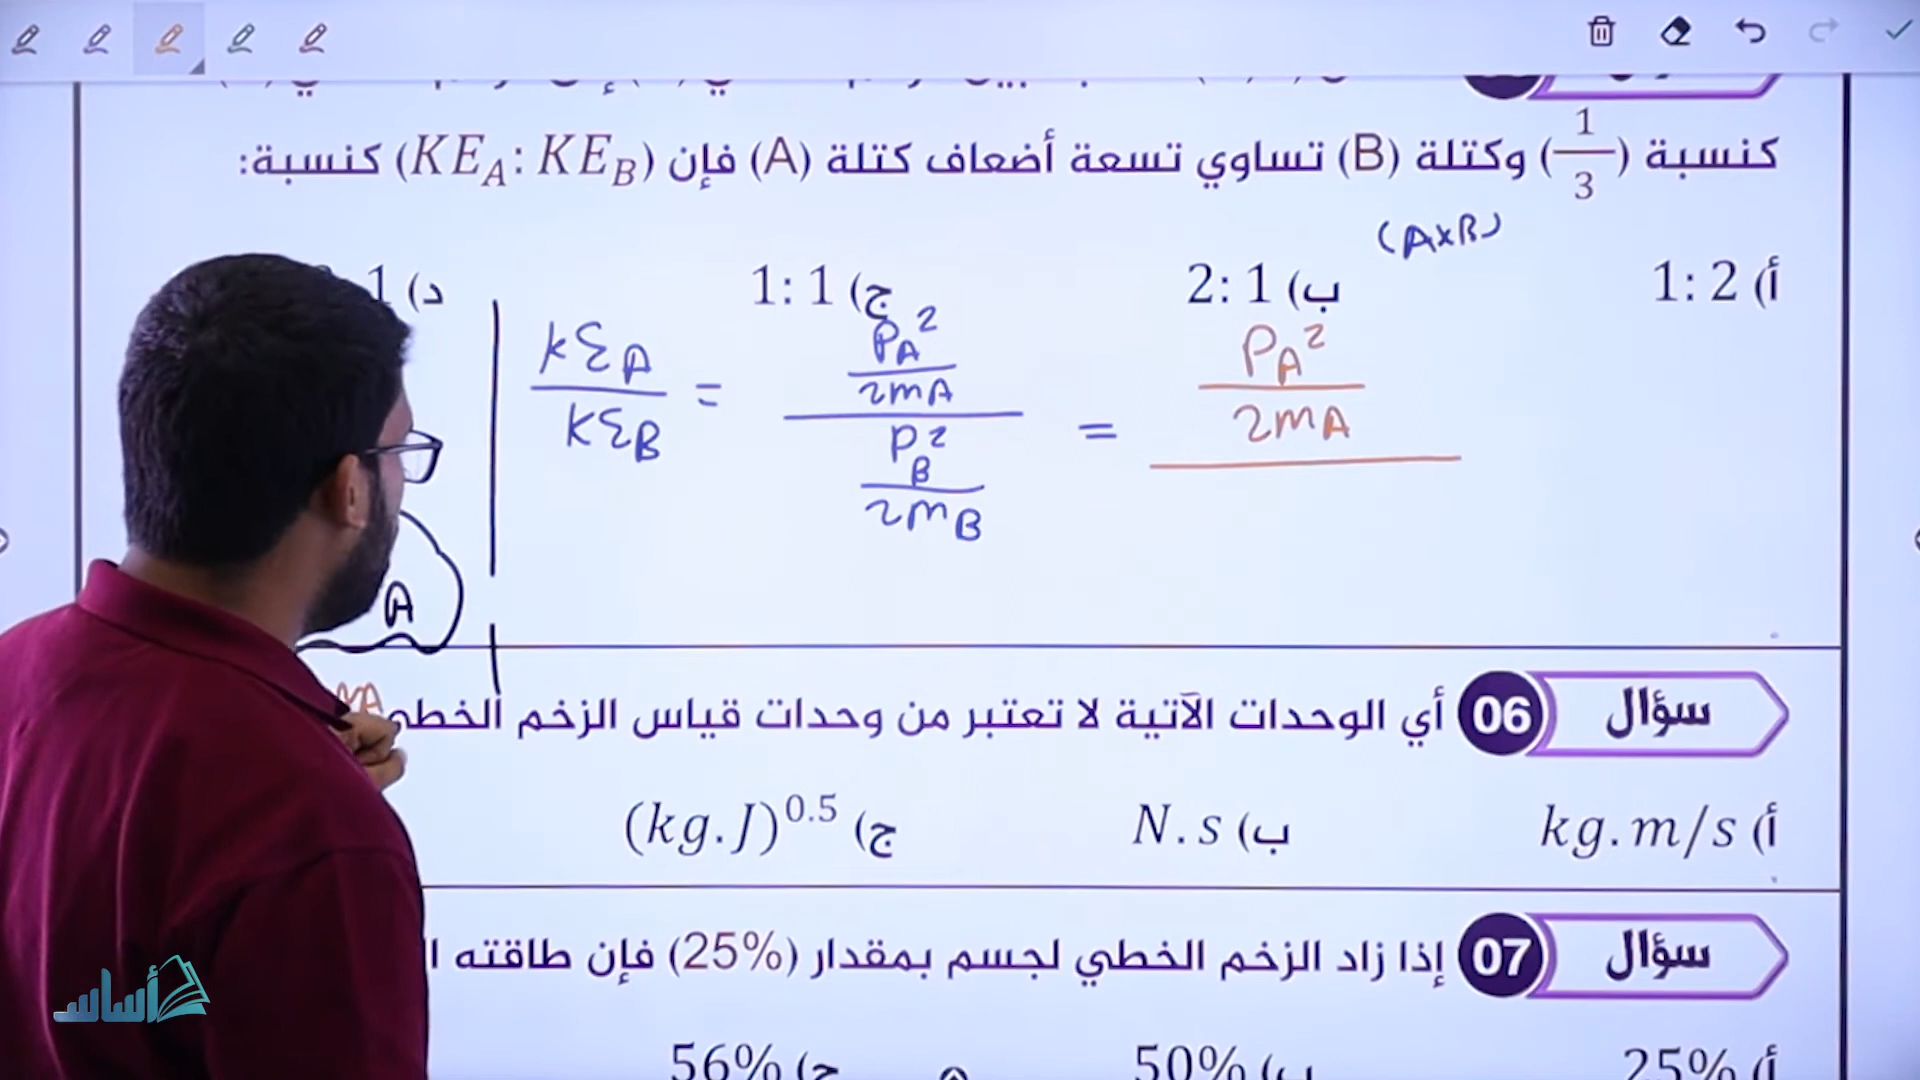 كنسبة (1/3) وكتلة (B) تساوي تسعة أضعاف كتلة (A) فإن (KE_A : KE_B) كنسبة:
(A×B)
أ) 1: 2 ب) 2: 1 ج) 1: 1 د)
KE_A / KE_B = (P_A² / 2m_A) / (P_B² / 2m_B) = P_A² / 2m_A
A
سؤال 06 أي الوحدات الآتية لا تعتبر من وحدات قياس الزخم الخطي
أ) kg.m/s ب) N.s ج) (kg.J)^0.5
سؤال 07 إذا زاد الزخم الخطي لجسم بمقدار (25%) فإن طاقته
أ) 25% ب) 50% ج) 56%
أساس